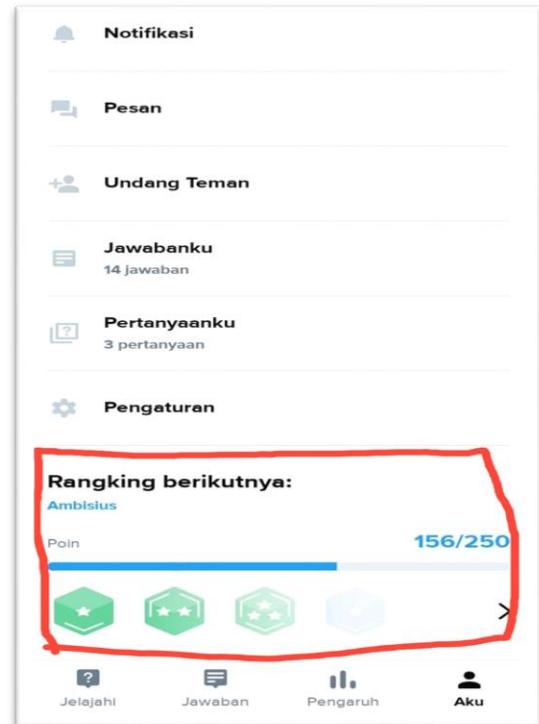 Notifikasi
Pesan
Undang Teman
Jawabanku
14 jawaban
Pertanyaanku
3 pertanyaan
Pengaturan
Rangking berikutnya:
Ambisius
Poin 156/250
Jelajahi Jawaban Pengaruh Aku